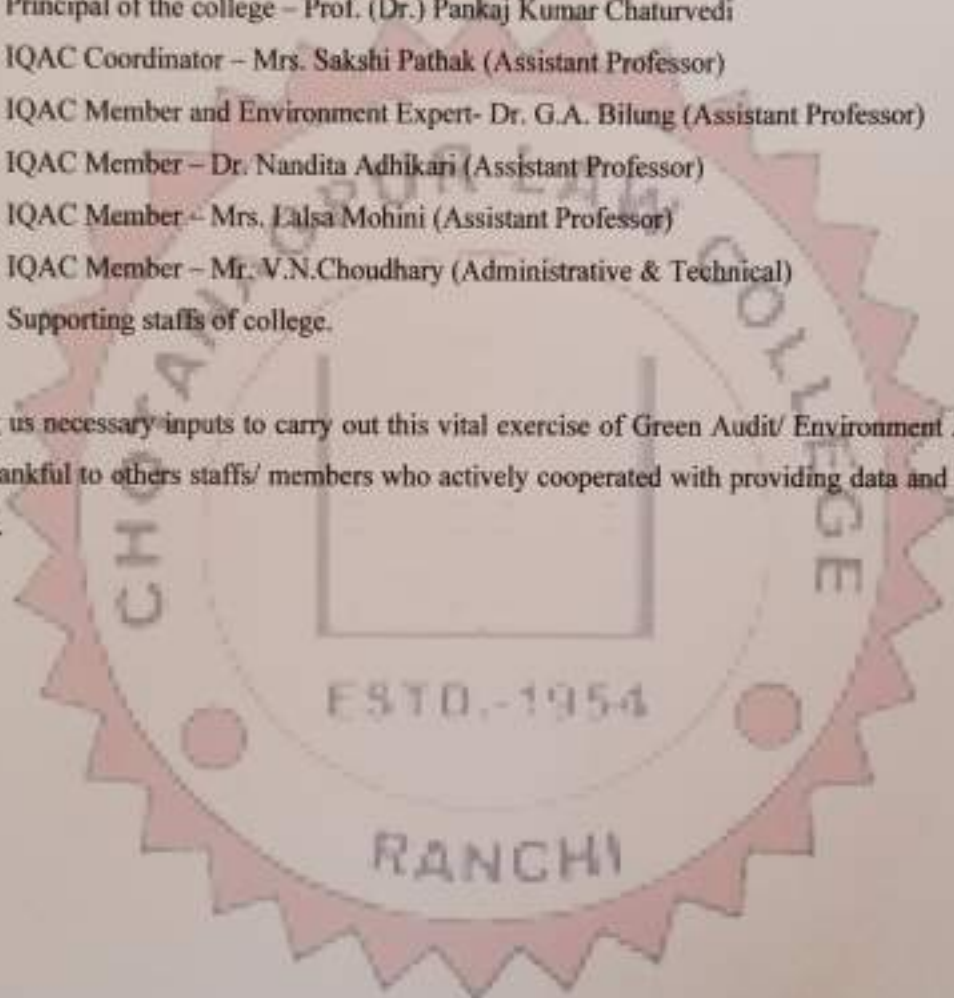 Principal of the college – Prof. (Dr.) Pankaj Kumar Chaturvedi
IQAC Coordinator – Mrs. Sakshi Pathak (Assistant Professor)
IQAC Member and Environment Expert- Dr. G.A. Bilung (Assistant Professor)
IQAC Member – Dr. Nandita Adhikari (Assistant Professor)
IQAC Member – Mrs. Lalsa Mohini (Assistant Professor)
IQAC Member – Mr. V.N.Choudhary (Administrative & Technical)
Supporting staffs of college.
us necessary inputs to carry out this vital exercise of Green Audit/ Environment
ankful to others staffs/ members who actively cooperated with providing data and
CHOTANAGPUR LAW COLLEGE
ESTD.-1954
RANCHI